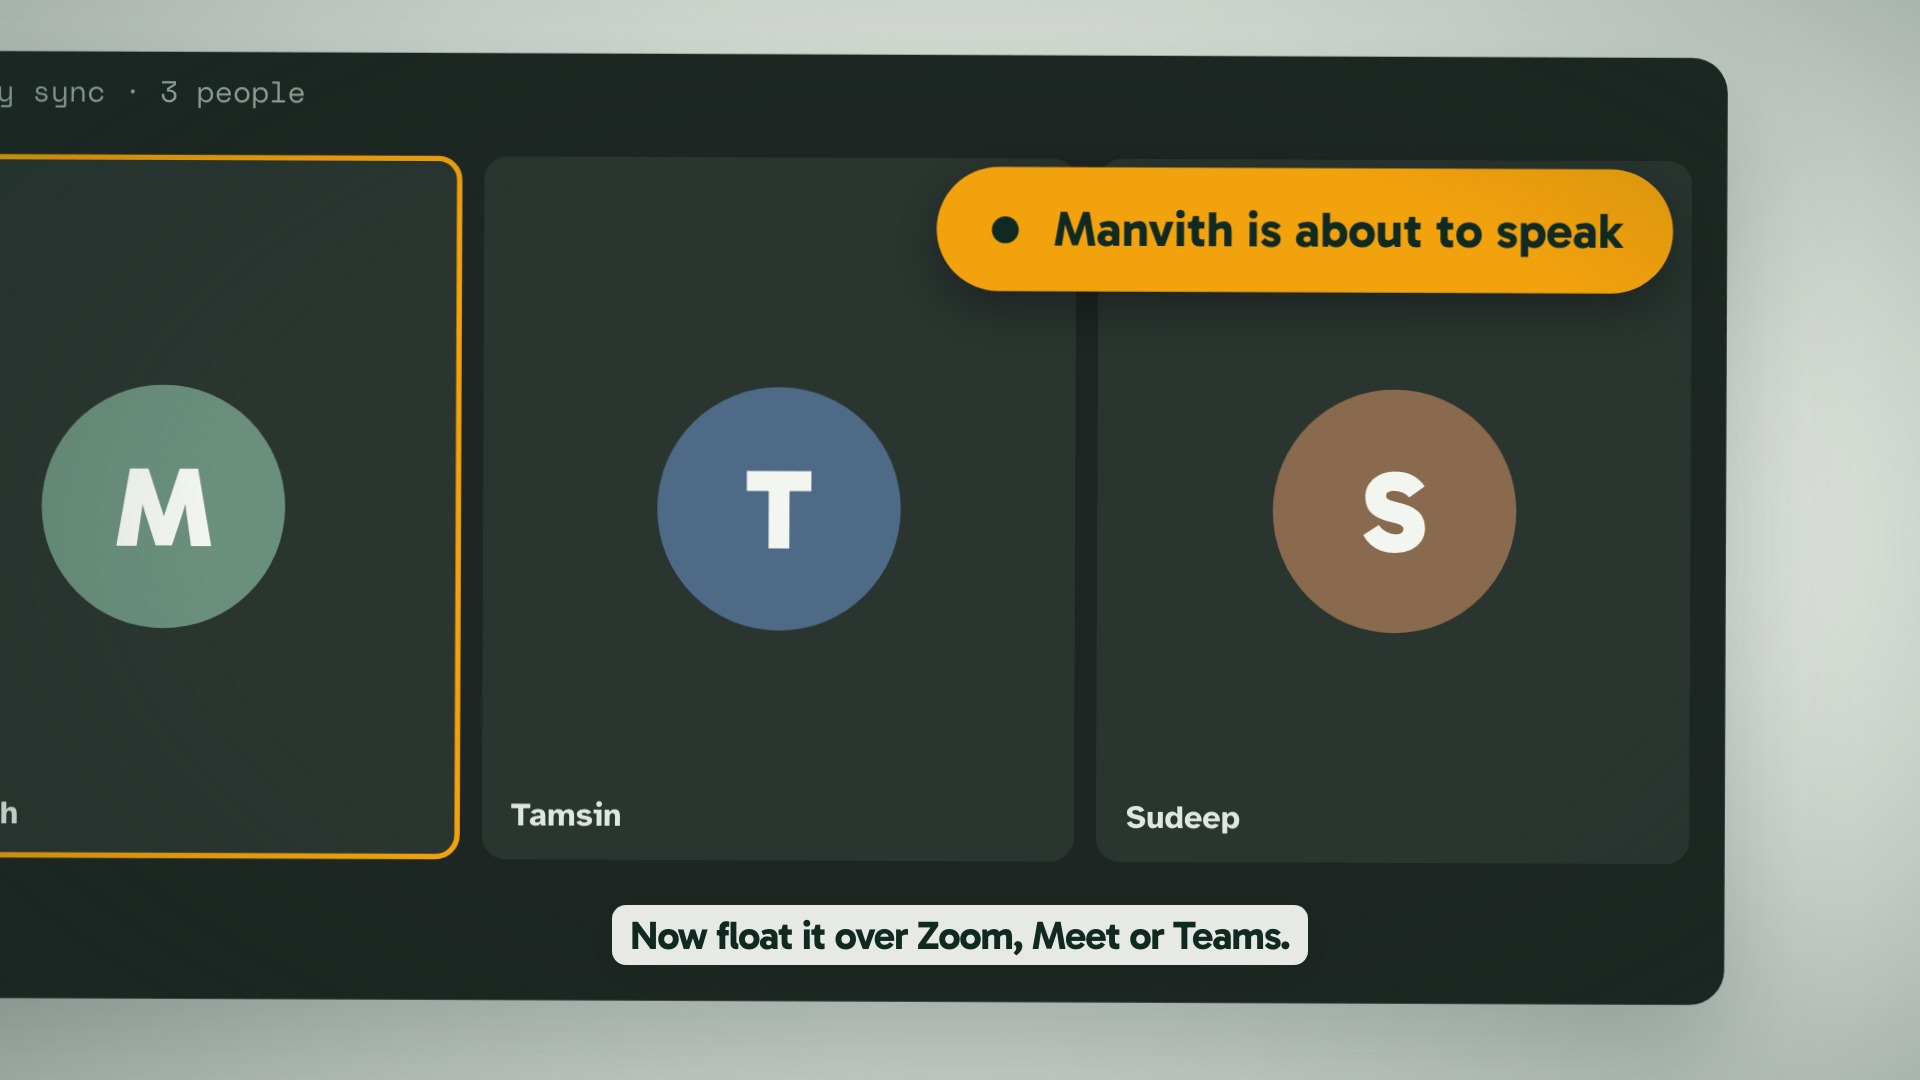 y sync · 3 people
Manvith is about to speak
M
T
S
h
Tamsin
Sudeep
Now float it over Zoom, Meet or Teams.